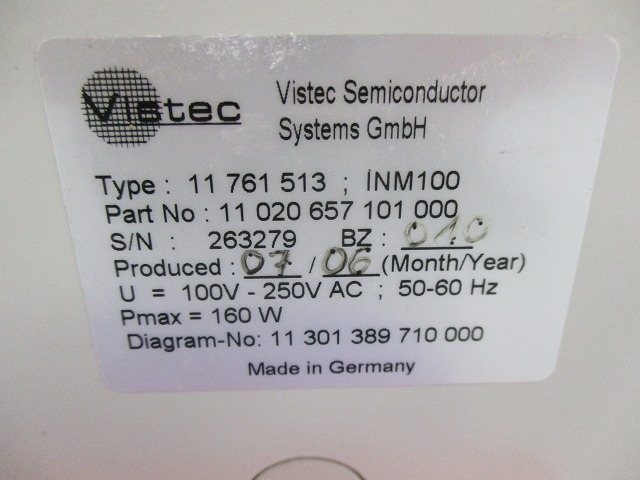 Vistec
Vistec Semiconductor
Systems GmbH
Type : 11 761 513 ; INM100
Part No : 11 020 657 101 000
S/N : 263279 BZ : 010
Produced : 07 / 06 (Month/Year)
U = 100V - 250V AC ; 50-60 Hz
Pmax = 160 W
Diagram-No: 11 301 389 710 000
Made in Germany